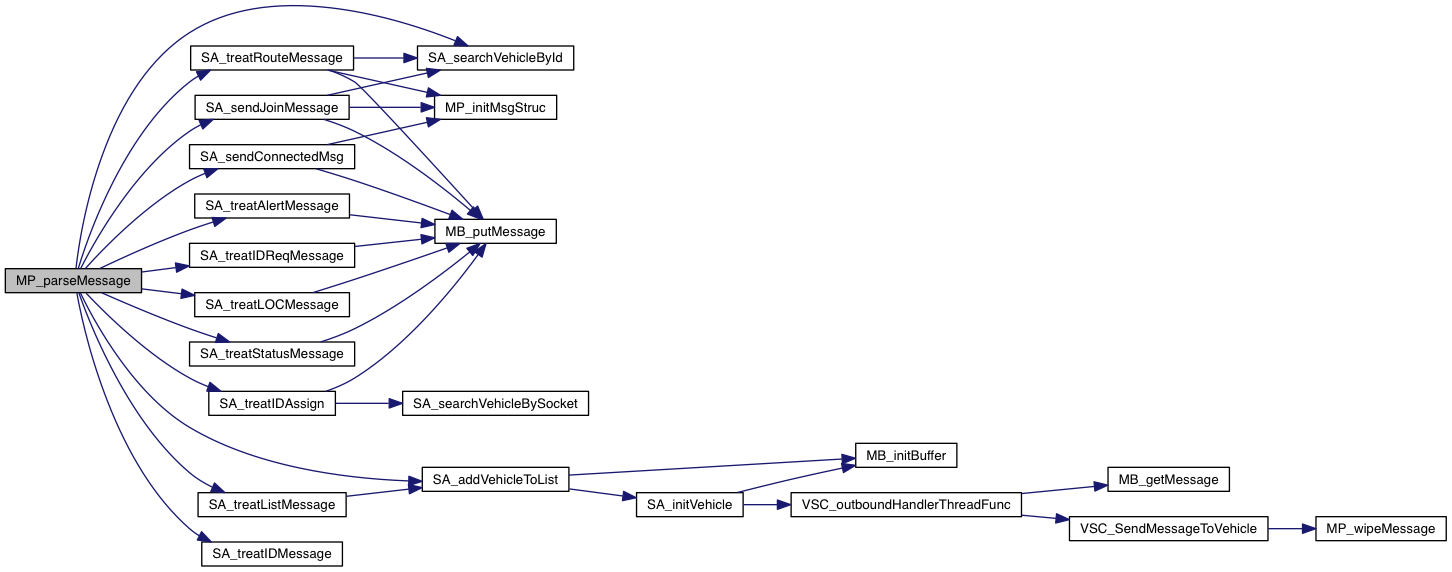 MP_parseMessage
SA_treatRouteMessage
SA_sendJoinMessage
SA_sendConnectedMsg
SA_treatAlertMessage
SA_treatIDReqMessage
SA_treatLOCMessage
SA_treatStatusMessage
SA_treatIDAssign
SA_treatListMessage
SA_treatIDMessage
SA_searchVehicleById
MP_initMsgStruc
MB_putMessage
SA_searchVehicleBySocket
SA_addVehicleToList
SA_initVehicle
MB_initBuffer
VSC_outboundHandlerThreadFunc
MB_getMessage
VSC_SendMessageToVehicle
MP_wipeMessage